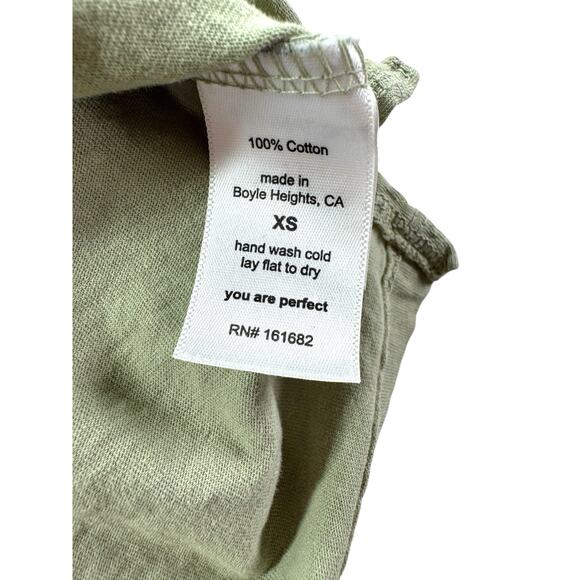 100% Cotton
made in
Boyle Heights, CA
XS
hand wash cold
lay flat to dry
you are perfect
RN# 161682